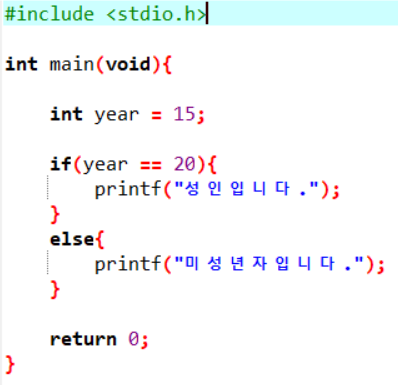 #include <stdio.h>
int main(void){
int year = 15;
if(year == 20){
printf("성인입니다.");
}
else{
printf("미성년자입니다.");
}
return 0;
}